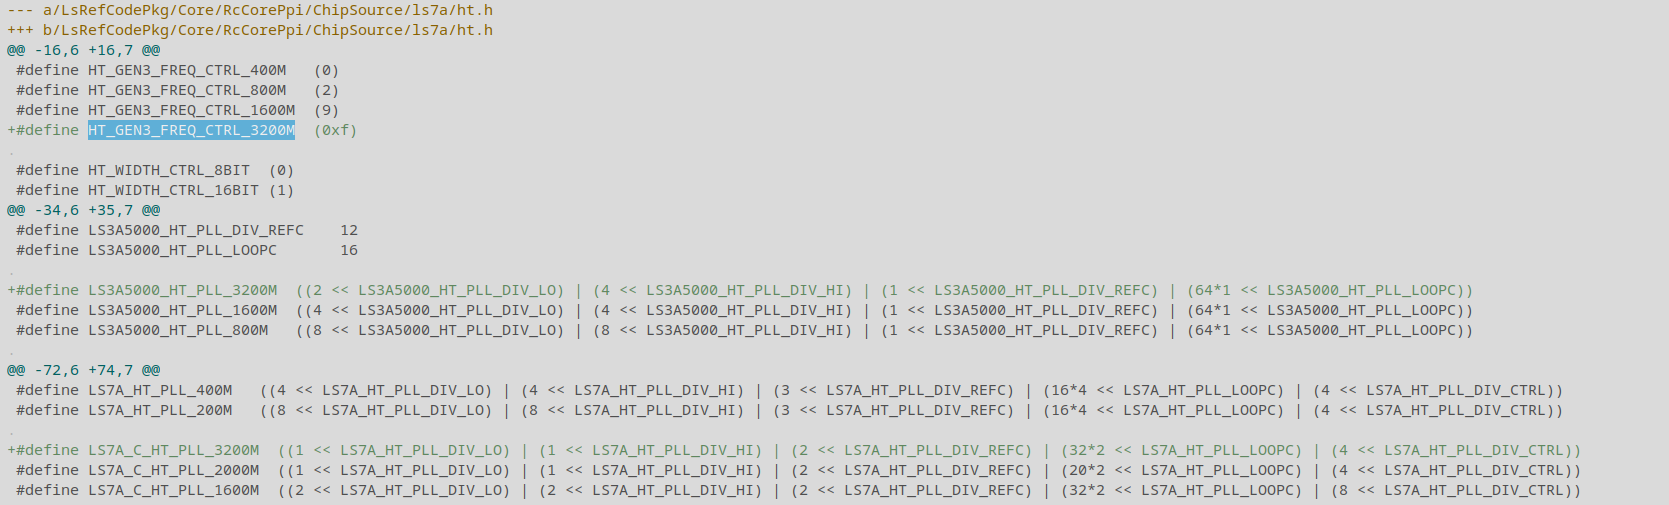 --- a/LsRefCodePkg/Core/RcCorePpi/ChipSource/ls7a/ht.h
+++ b/LsRefCodePkg/Core/RcCorePpi/ChipSource/ls7a/ht.h
@@ -16,6 +16,7 @@
 #define HT_GEN3_FREQ_CTRL_400M   (0)
 #define HT_GEN3_FREQ_CTRL_800M   (2)
 #define HT_GEN3_FREQ_CTRL_1600M  (9)
+#define HT_GEN3_FREQ_CTRL_3200M  (0xf)
.
 #define HT_WIDTH_CTRL_8BIT  (0)
 #define HT_WIDTH_CTRL_16BIT (1)
@@ -34,6 +35,7 @@
 #define LS3A5000_HT_PLL_DIV_REFC    12
 #define LS3A5000_HT_PLL_LOOPC       16
.
+#define LS3A5000_HT_PLL_3200M  ((2 << LS3A5000_HT_PLL_DIV_LO) | (4 << LS3A5000_HT_PLL_DIV_HI) | (1 << LS3A5000_HT_PLL_DIV_REFC) | (64*1 << LS3A5000_HT_PLL_LOOPC))
 #define LS3A5000_HT_PLL_1600M  ((4 << LS3A5000_HT_PLL_DIV_LO) | (4 << LS3A5000_HT_PLL_DIV_HI) | (1 << LS3A5000_HT_PLL_DIV_REFC) | (64*1 << LS3A5000_HT_PLL_LOOPC))
 #define LS3A5000_HT_PLL_800M   ((8 << LS3A5000_HT_PLL_DIV_LO) | (8 << LS3A5000_HT_PLL_DIV_HI) | (1 << LS3A5000_HT_PLL_DIV_REFC) | (64*1 << LS3A5000_HT_PLL_LOOPC))
.
@@ -72,6 +74,7 @@
 #define LS7A_HT_PLL_400M   ((4 << LS7A_HT_PLL_DIV_LO) | (4 << LS7A_HT_PLL_DIV_HI) | (3 << LS7A_HT_PLL_DIV_REFC) | (16*4 << LS7A_HT_PLL_LOOPC) | (4 << LS7A_HT_PLL_DIV_CTRL))
 #define LS7A_HT_PLL_200M   ((8 << LS7A_HT_PLL_DIV_LO) | (8 << LS7A_HT_PLL_DIV_HI) | (3 << LS7A_HT_PLL_DIV_REFC) | (16*4 << LS7A_HT_PLL_LOOPC) | (4 << LS7A_HT_PLL_DIV_CTRL))
.
+#define LS7A_C_HT_PLL_3200M  ((1 << LS7A_HT_PLL_DIV_LO) | (1 << LS7A_HT_PLL_DIV_HI) | (2 << LS7A_HT_PLL_DIV_REFC) | (32*2 << LS7A_HT_PLL_LOOPC) | (4 << LS7A_HT_PLL_DIV_CTRL))
 #define LS7A_C_HT_PLL_2000M  ((1 << LS7A_HT_PLL_DIV_LO) | (1 << LS7A_HT_PLL_DIV_HI) | (2 << LS7A_HT_PLL_DIV_REFC) | (20*2 << LS7A_HT_PLL_LOOPC) | (4 << LS7A_HT_PLL_DIV_CTRL))
 #define LS7A_C_HT_PLL_1600M  ((2 << LS7A_HT_PLL_DIV_LO) | (2 << LS7A_HT_PLL_DIV_HI) | (2 << LS7A_HT_PLL_DIV_REFC) | (32*2 << LS7A_HT_PLL_LOOPC) | (8 << LS7A_HT_PLL_DIV_CTRL))